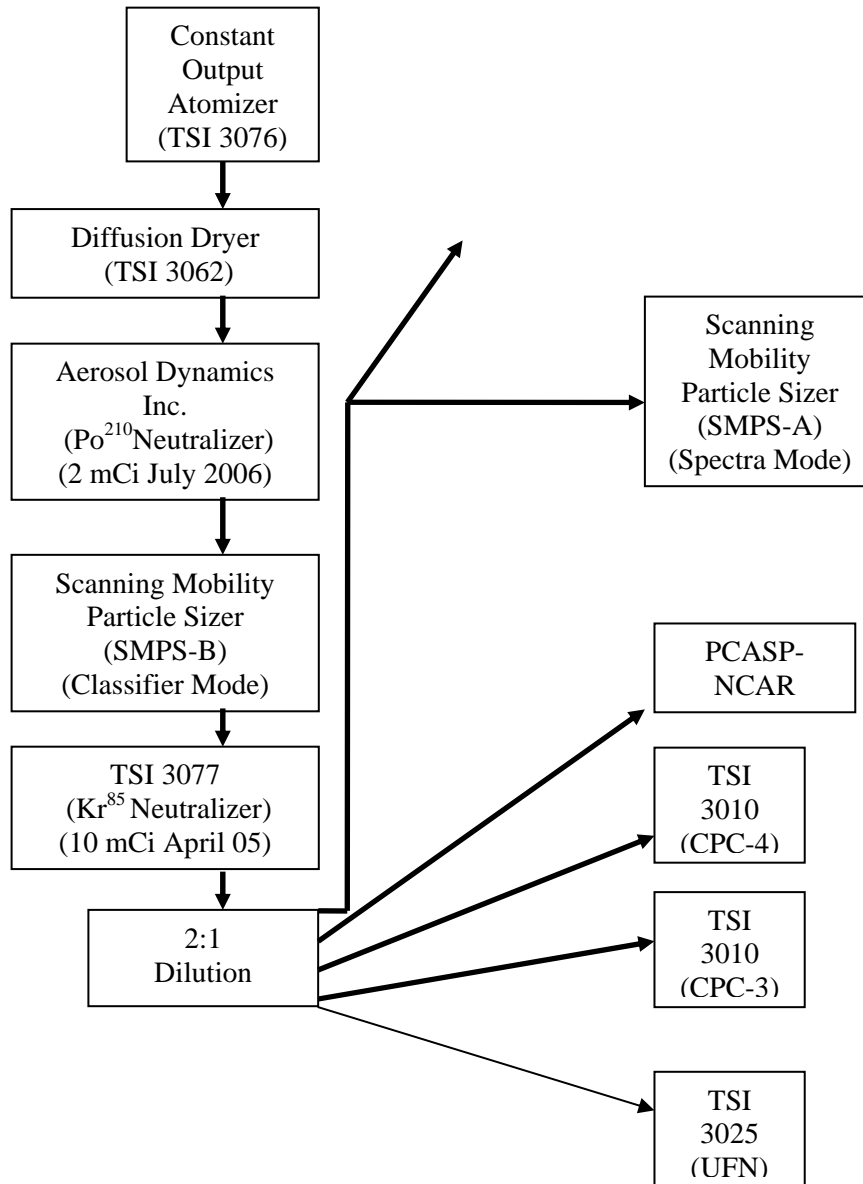 Constant
Output
Atomizer
(TSI 3076)
Diffusion Dryer
(TSI 3062)
Aerosol Dynamics
Inc.
(Po²¹⁰Neutralizer)
(2 mCi July 2006)
Scanning Mobility
Particle Sizer
(SMPS-B)
(Classifier Mode)
TSI 3077
(Kr⁸⁵ Neutralizer)
(10 mCi April 05)
2:1
Dilution
Scanning
Mobility
Particle Sizer
(SMPS-A)
(Spectra Mode)
PCASP-
NCAR
TSI
3010
(CPC-4)
TSI
3010
(CPC-3)
TSI
3025
(UFN)